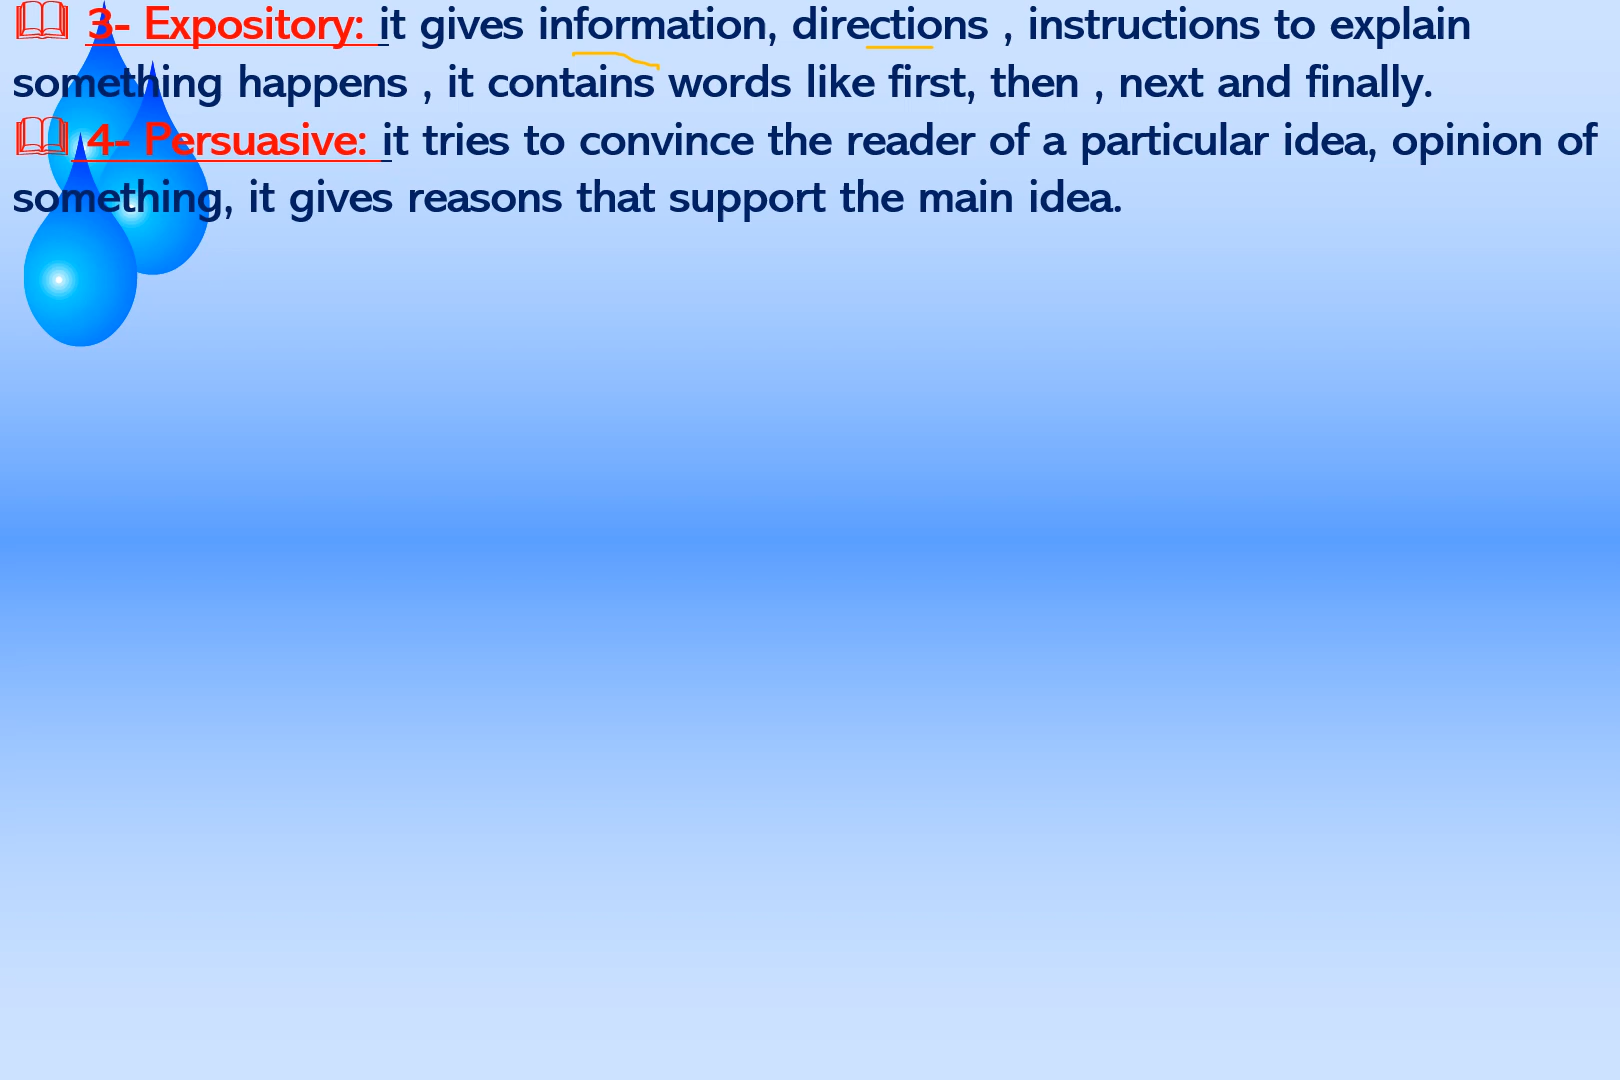 3- Expository: it gives information, directions , instructions to explain
something happens , it contains words like first, then , next and finally.
4- Persuasive: it tries to convince the reader of a particular idea, opinion of
something, it gives reasons that support the main idea.